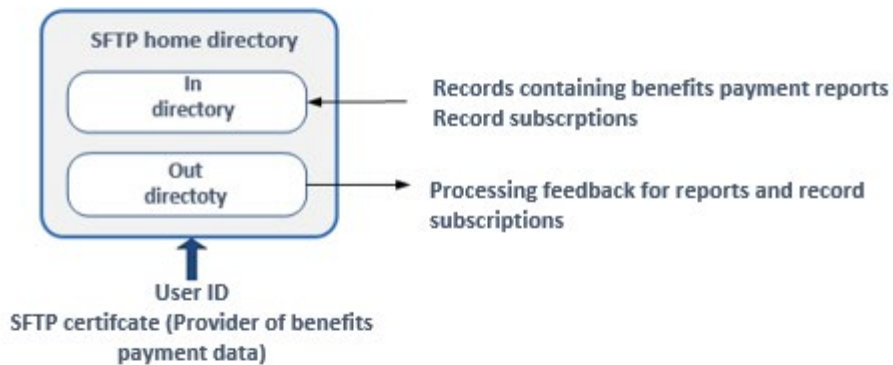 SFTP home directory
In
directory
Records containing benefits payment reports
Record subscrptions
Out
directoty
Processing feedback for reports and record
subscriptions
User ID
SFTP certifcate (Provider of benefits
payment data)